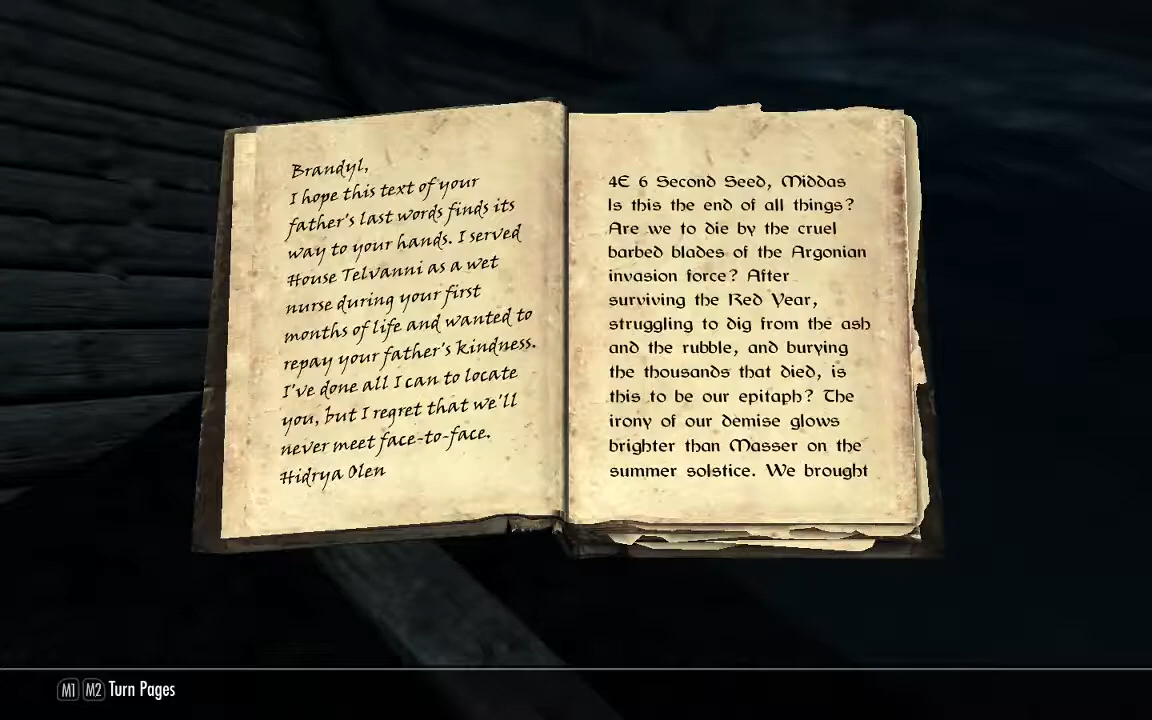 Brandyl,
I hope this text of your
father's last words finds its
way to your hands. I served
House Telvanni as a wet
nurse during your first
months of life and wanted to
repay your father's kindness.
I've done all I can to locate
you, but I regret that we'll
never meet face-to-face.
Hidrya Olen
4E 6 Second Seed, Middas
Is this the end of all things?
Are we to die by the cruel
barbed blades of the Argonian
invasion force? After
surviving the Red Year,
struggling to dig from the ash
and the rubble, and burying
the thousands that died, is
this to be our epitaph? The
irony of our demise glows
brighter than Masser on the
summer solstice. We brought
M1 M2 Turn Pages